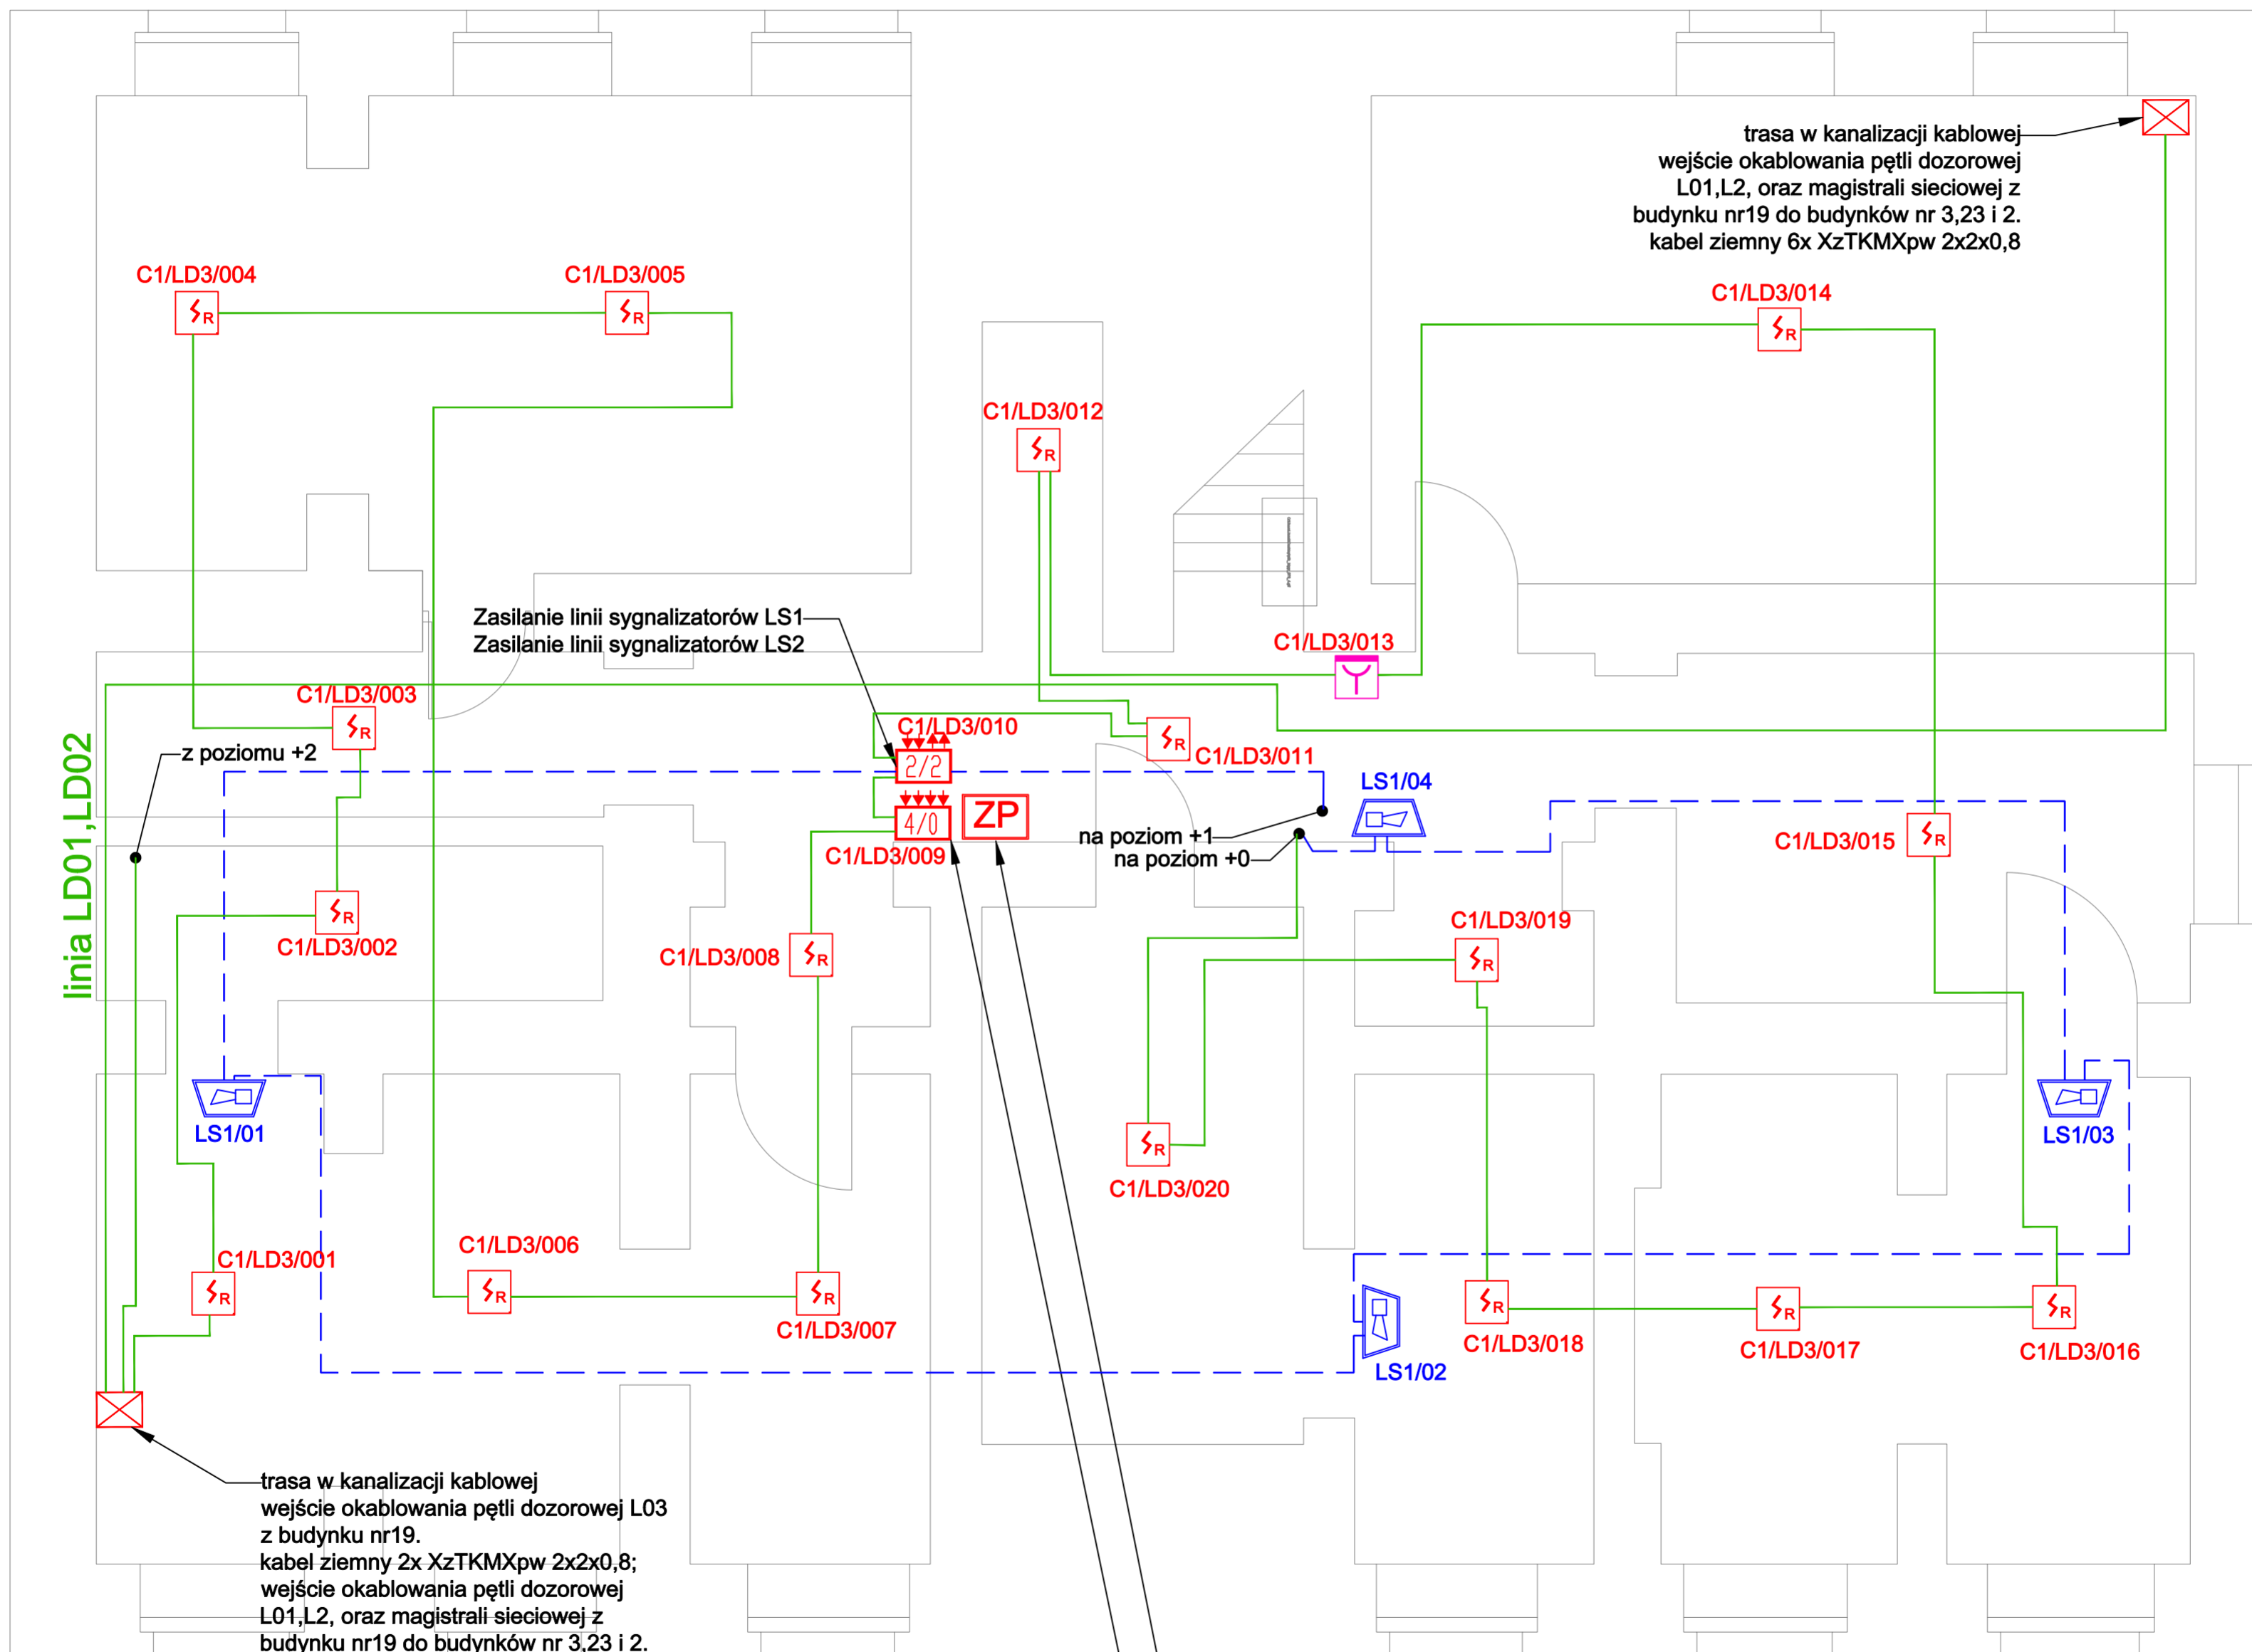 trasa w kanalizacji kablowej
wejście okablowania pętli dozorowej
L01,L2, oraz magistrali sieciowej z
budynku nr19 do budynków nr 3,23 i 2.
kabel ziemny 6x XzTKMXpw 2x2x0,8
C1/LD3/004
R
C1/LD3/005
R
C1/LD3/014
R
C1/LD3/012
R
Zasilanie linii sygnalizatorów LS1
Zasilanie linii sygnalizatorów LS2
C1/LD3/013
C1/LD3/003
R
C1/LD3/010
2/2
C1/LD3/011
R
z poziomu +2
linia LD01,LD02
LS1/04
4/0
ZP
C1/LD3/009
na poziom +1
na poziom +0
C1/LD3/015
R
C1/LD3/002
R
C1/LD3/008
R
C1/LD3/019
R
LS1/01
LS1/03
C1/LD3/020
R
C1/LD3/001
R
C1/LD3/006
R
C1/LD3/007
R
C1/LD3/018
R
C1/LD3/017
R
C1/LD3/016
R
LS1/02
trasa w kanalizacji kablowej
wejście okablowania pętli dozorowej L03
z budynku nr19.
kabel ziemny 2x XzTKMXpw 2x2x0,8;
wejście okablowania pętli dozorowej
L01,L2, oraz magistrali sieciowej z
budynku nr19 do budynków nr 3,23 i 2.